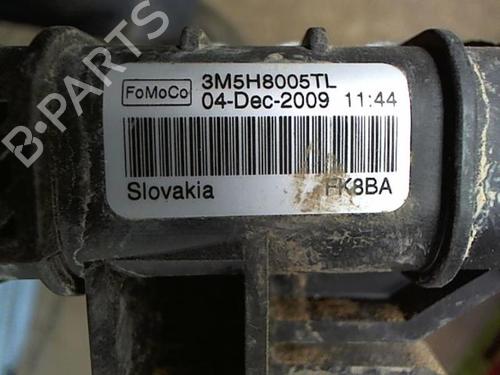 FoMoCo
3M5H8005TL
04-Dec-2009 11:44
Slovakia
FK8BA
B-PARTS